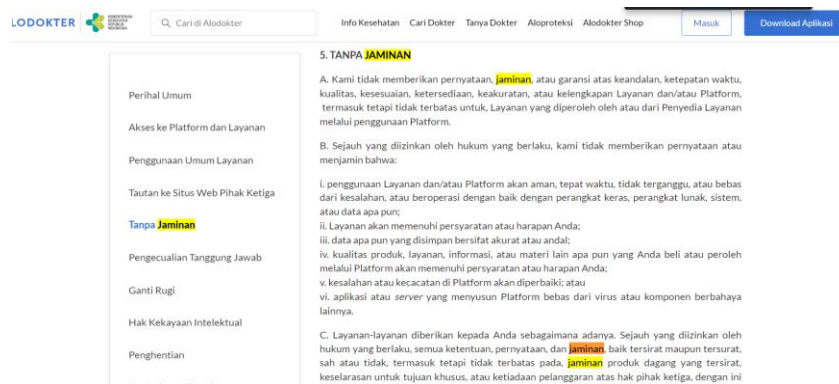 LODOKTER
KEMENTERIAN
KESEHATAN
REPUBLIK
INDONESIA
Cari di Alodokter
Info Kesehatan Cari Dokter Tanya Dokter Aloproteksi Alodokter Shop
Masuk
Download Aplikasi
Perihal Umum
Akses ke Platform dan Layanan
Penggunaan Umum Layanan
Tautan ke Situs Web Pihak Ketiga
Tanpa Jaminan
Pengecualian Tanggung Jawab
Ganti Rugi
Hak Kekayaan Intelektual
Penghentian
5. TANPA JAMINAN
A. Kami tidak memberikan pernyataan, jaminan, atau garansi atas keandalan, ketepatan waktu,
kualitas, kesesuaian, ketersediaan, keakuratan, atau kelengkapan Layanan dan/atau Platform,
termasuk tetapi tidak terbatas untuk, Layanan yang diperoleh oleh atau dari Penyedia Layanan
melalui penggunaan Platform.
B. Sejauh yang diizinkan oleh hukum yang berlaku, kami tidak memberikan pernyataan atau
menjamin bahwa:
i. penggunaan Layanan dan/atau Platform akan aman, tepat waktu, tidak terganggu, atau bebas
dari kesalahan, atau beroperasi dengan baik dengan perangkat keras, perangkat lunak, sistem,
atau data apa pun;
ii. Layanan akan memenuhi persyaratan atau harapan Anda;
iii. data apa pun yang disimpan bersifat akurat atau andal;
iv. kualitas produk, layanan, informasi, atau materi lain apa pun yang Anda beli atau peroleh
melalui Platform akan memenuhi persyaratan atau harapan Anda;
v. kesalahan atau kecacatan di Platform akan diperbaiki; atau
vi. aplikasi atau server yang menyusun Platform bebas dari virus atau komponen berbahaya
lainnya.
C. Layanan-layanan diberikan kepada Anda sebagaimana adanya. Sejauh yang diizinkan oleh
hukum yang berlaku, semua ketentuan, pernyataan, dan jaminan, baik tersirat maupun tersurat,
sah atau tidak, termasuk tetapi tidak terbatas pada, jaminan produk dagang yang tersirat,
keselarasan untuk tujuan khusus, atau ketiadaan pelanggaran atas hak pihak ketiga, dengan ini